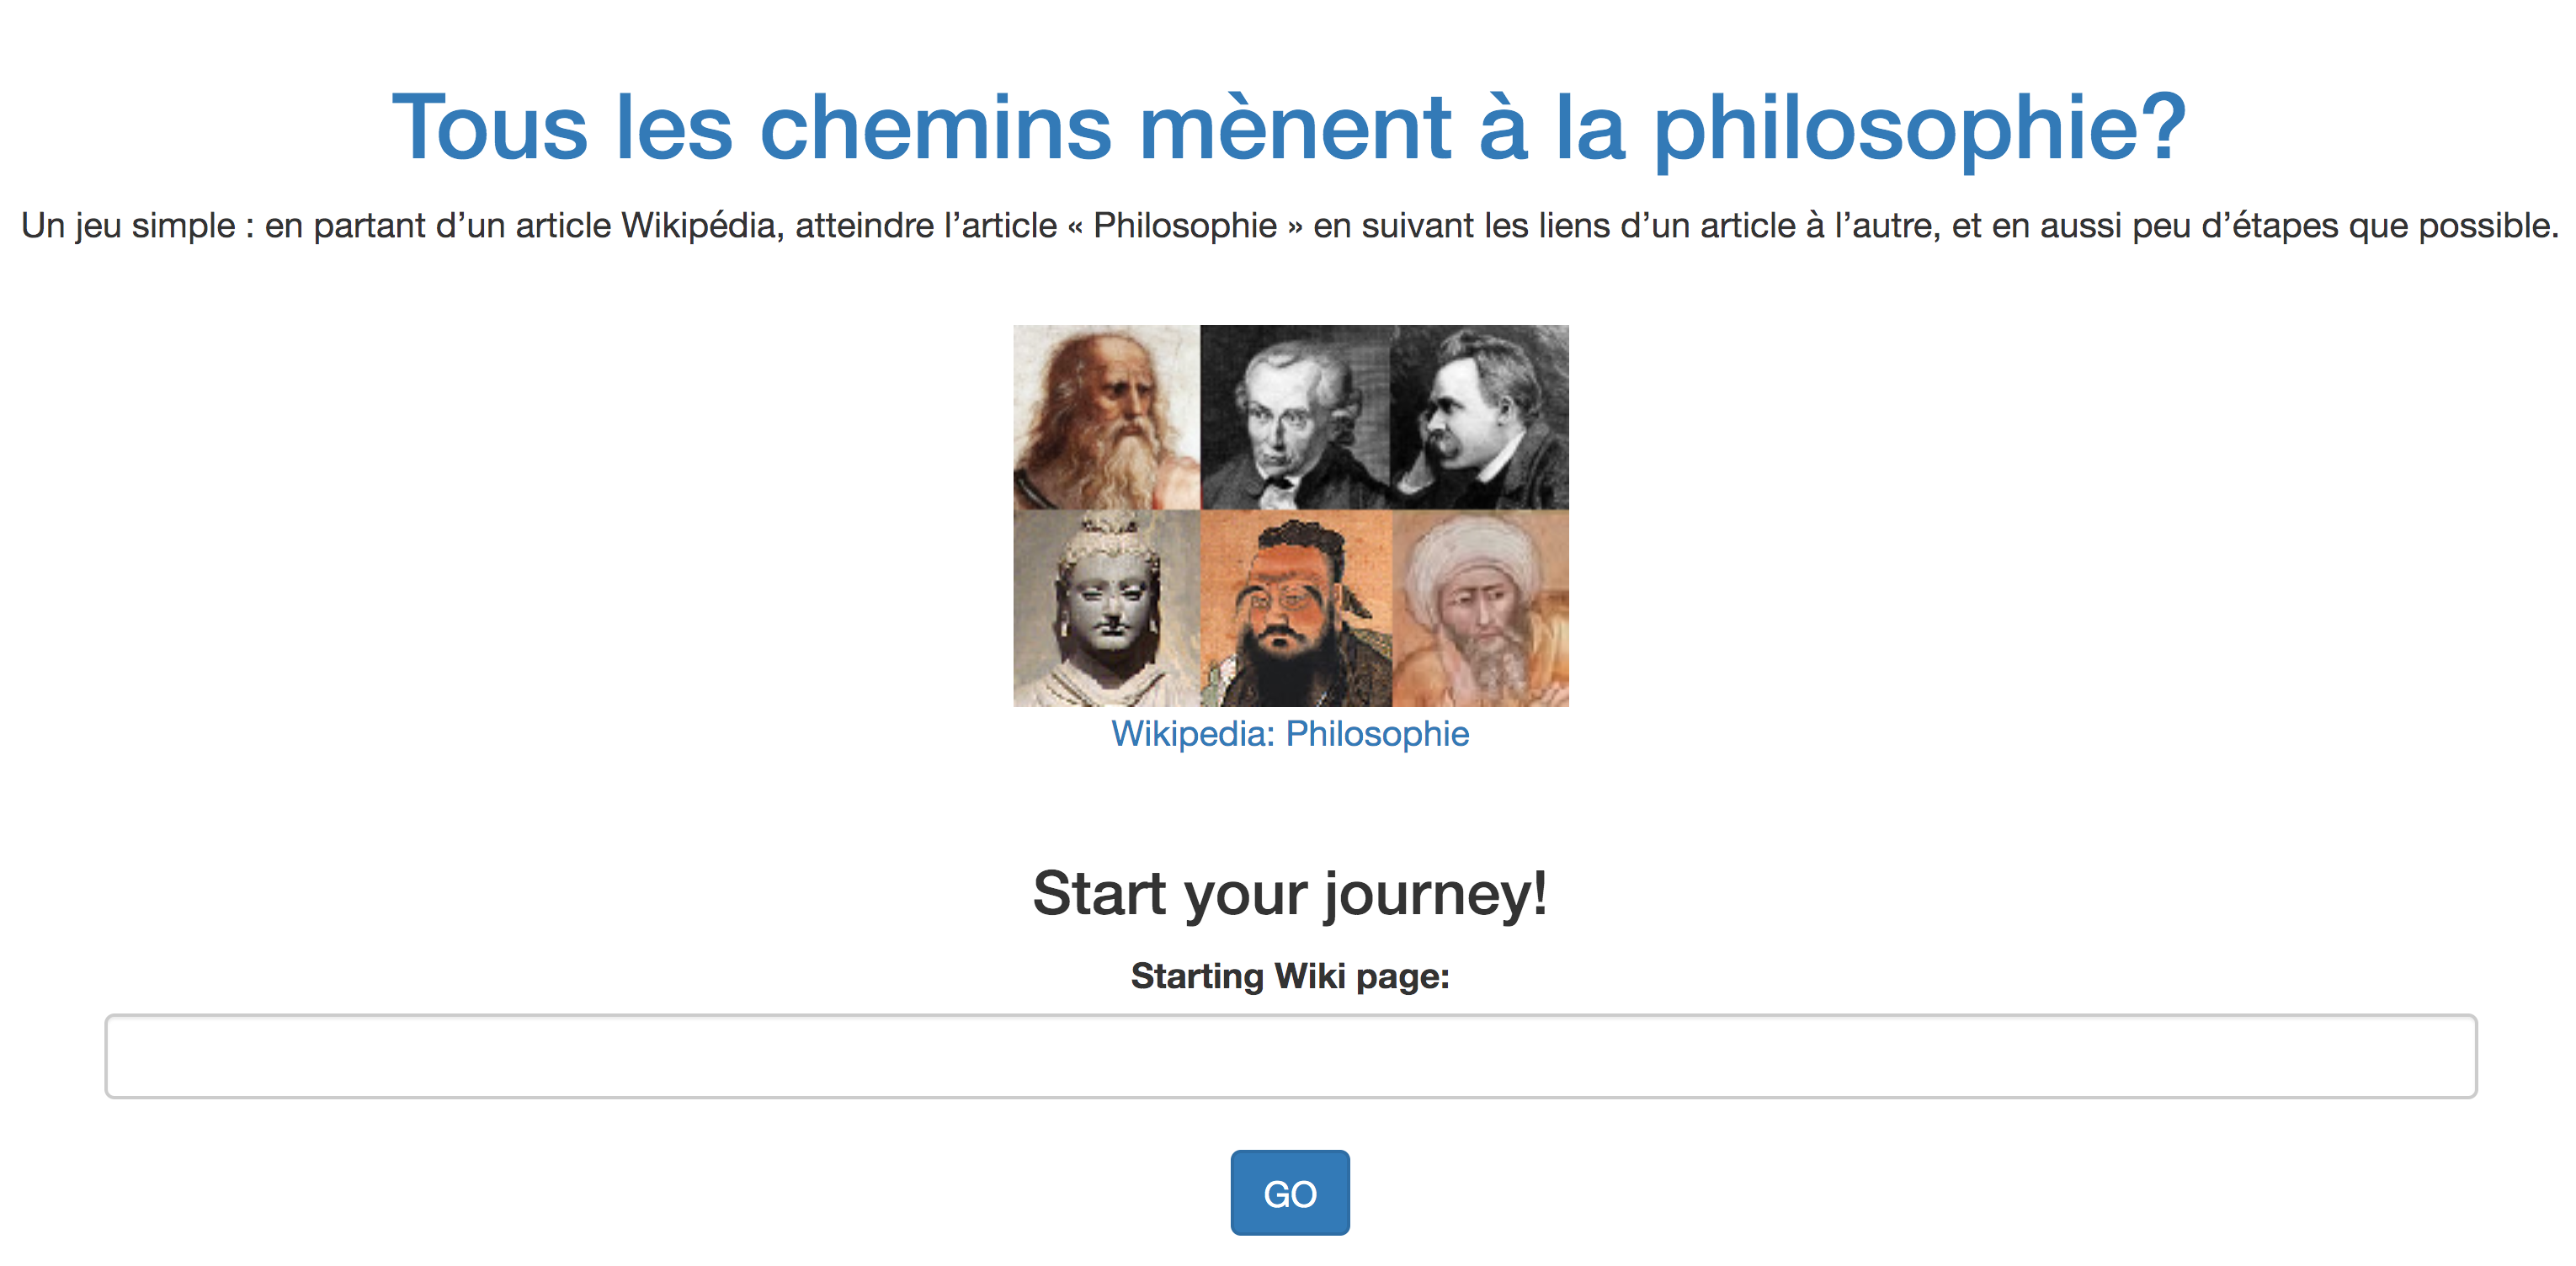 Tous les chemins mènent à la philosophie?
Un jeu simple : en partant d’un article Wikipédia, atteindre l’article « Philosophie » en suivant les liens d’un article à l’autre, et en aussi peu d’étapes que possible.
Wikipedia: Philosophie
Start your journey!
Starting Wiki page:
GO